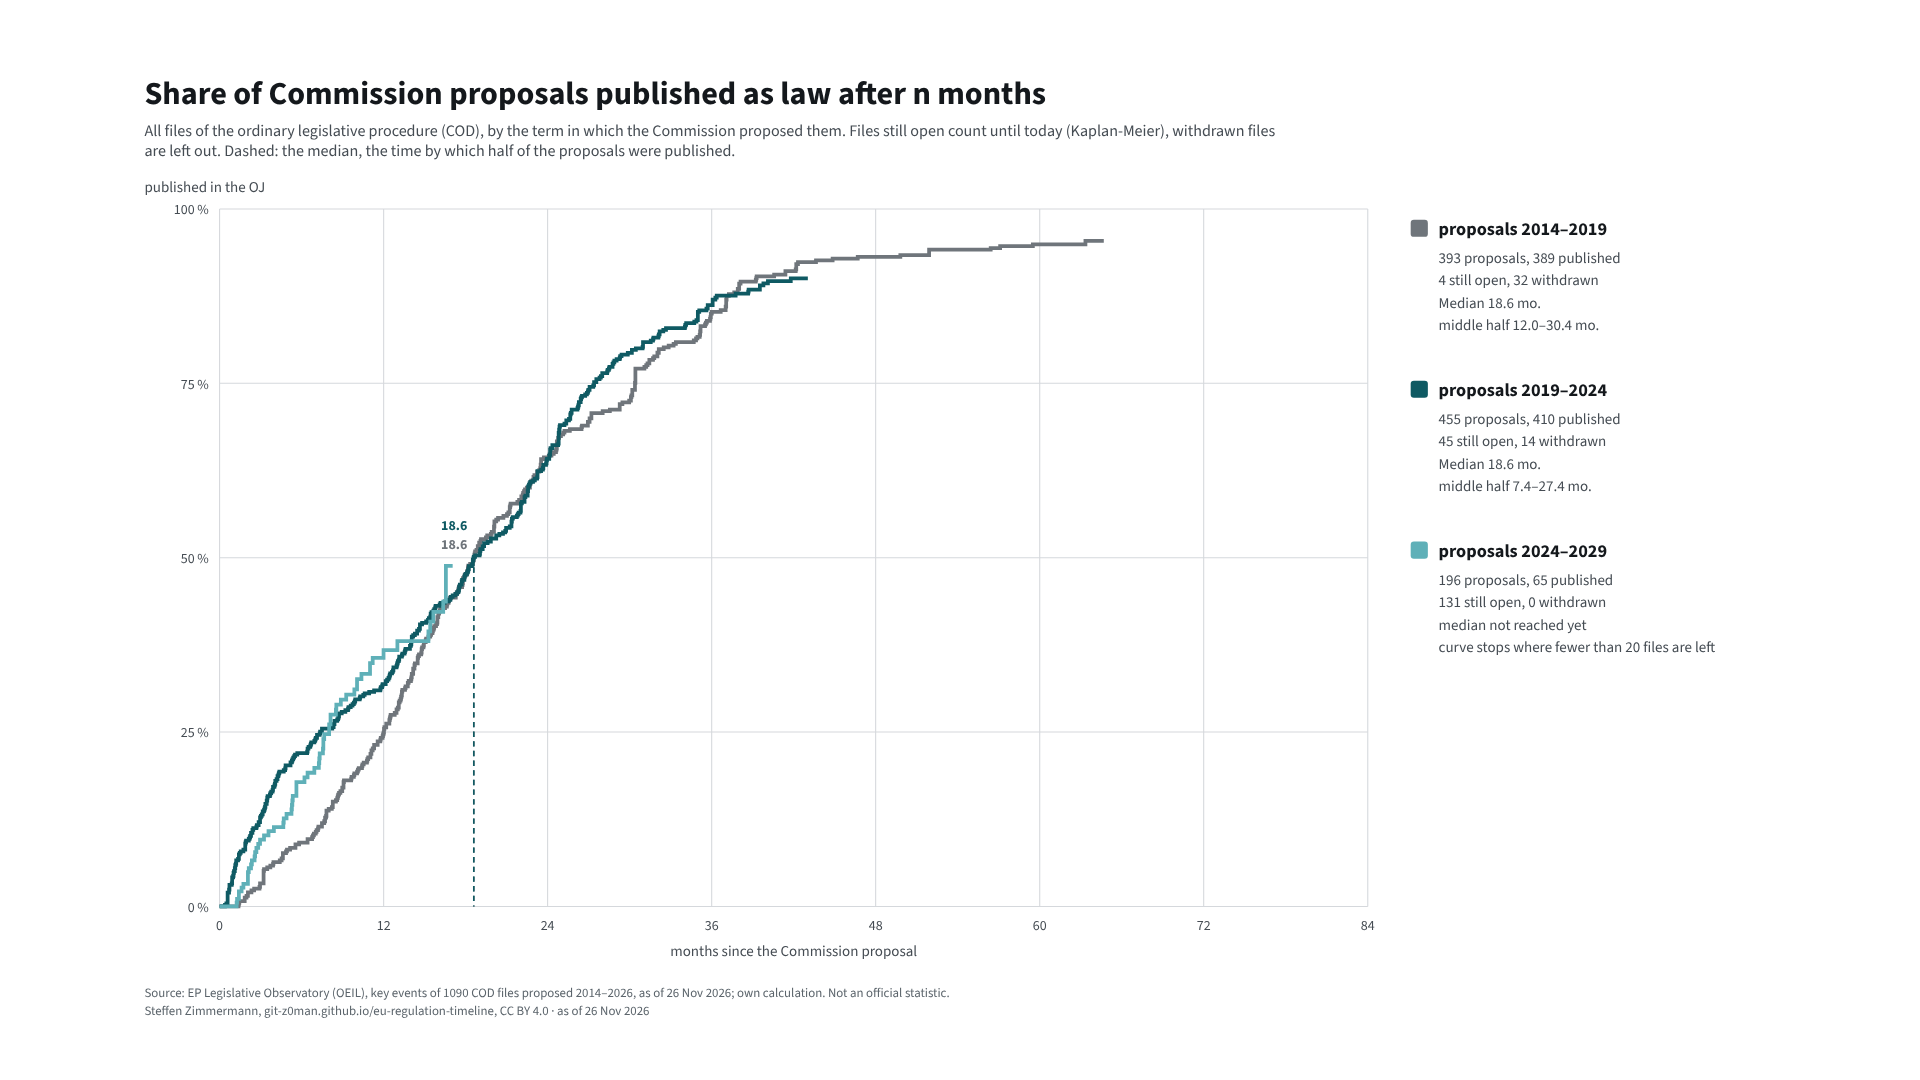 Share of Commission proposals published as law after n months
All files of the ordinary legislative procedure (COD), by the term in which the Commission proposed them. Files still open count until today (Kaplan-Meier), withdrawn files
are left out. Dashed: the median, the time by which half of the proposals were published.
published in the OJ
100 %
75 %
50 %
25 %
0 %
18.6
18.6
0
12
24
36
48
60
72
84
months since the Commission proposal
proposals 2014–2019
393 proposals, 389 published
4 still open, 32 withdrawn
Median 18.6 mo.
middle half 12.0–30.4 mo.
proposals 2019–2024
455 proposals, 410 published
45 still open, 14 withdrawn
Median 18.6 mo.
middle half 7.4–27.4 mo.
proposals 2024–2029
196 proposals, 65 published
131 still open, 0 withdrawn
median not reached yet
curve stops where fewer than 20 files are left
Source: EP Legislative Observatory (OEIL), key events of 1090 COD files proposed 2014–2026, as of 26 Nov 2026; own calculation. Not an official statistic.
Steffen Zimmermann, git-z0man.github.io/eu-regulation-timeline, CC BY 4.0 · as of 26 Nov 2026